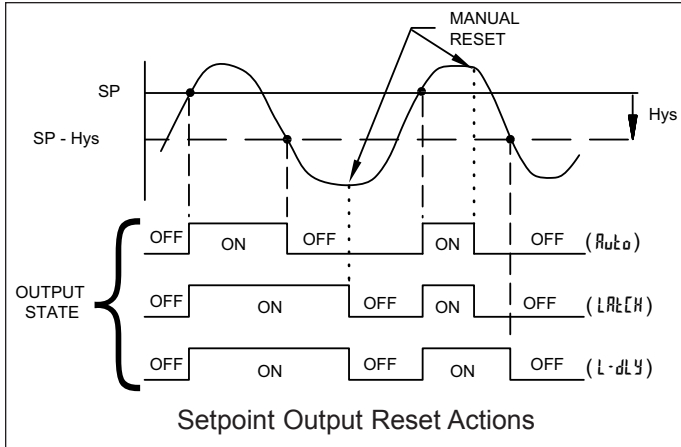 MANUAL
RESET
SP
Hys
SP - Hys
OFF ON OFF ON OFF (Auto)
OUTPUT
STATE
OFF ON OFF ON OFF (LAtCH)
OFF ON OFF ON OFF (L-dLY)
Setpoint Output Reset Actions